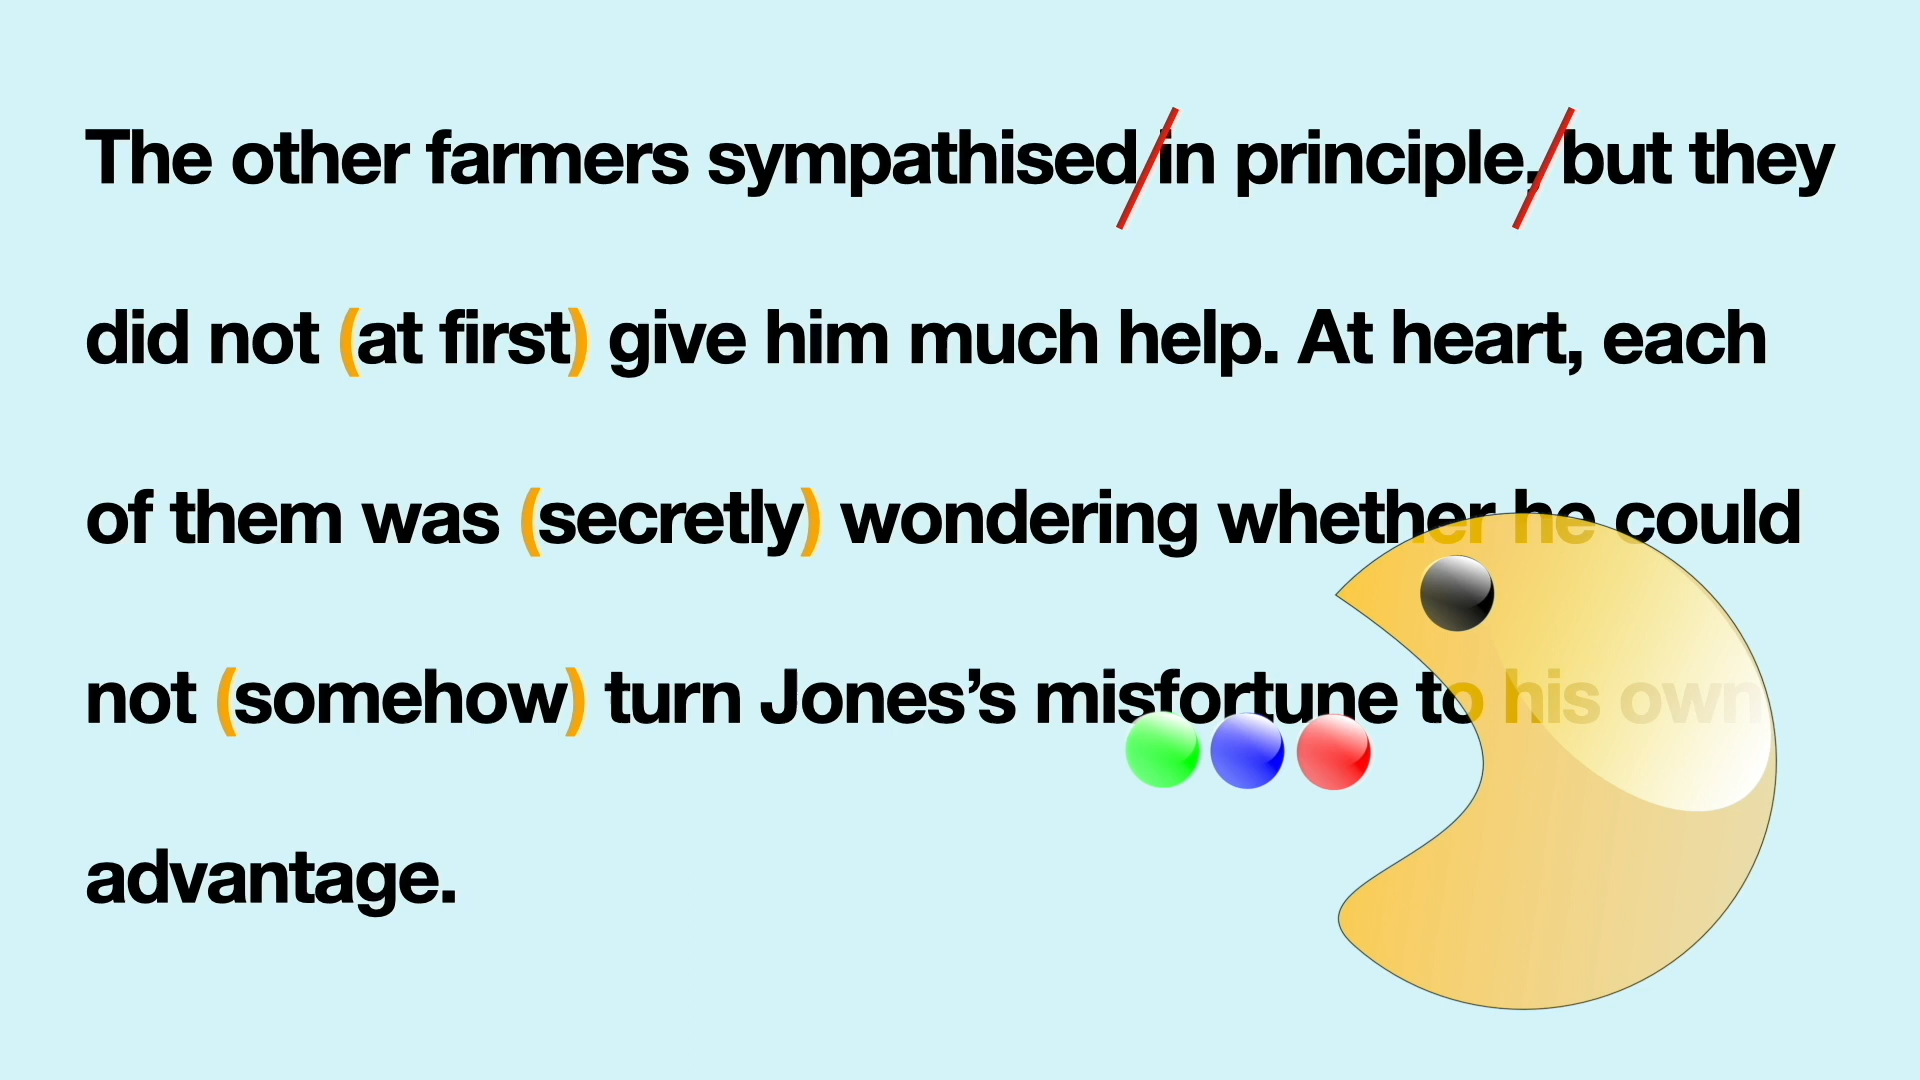 The other farmers sympathised/in principle,/but they
did not (at first) give him much help. At heart, each
of them was (secretly) wondering whether he could
not (somehow) turn Jones’s misfortune to his own
advantage.